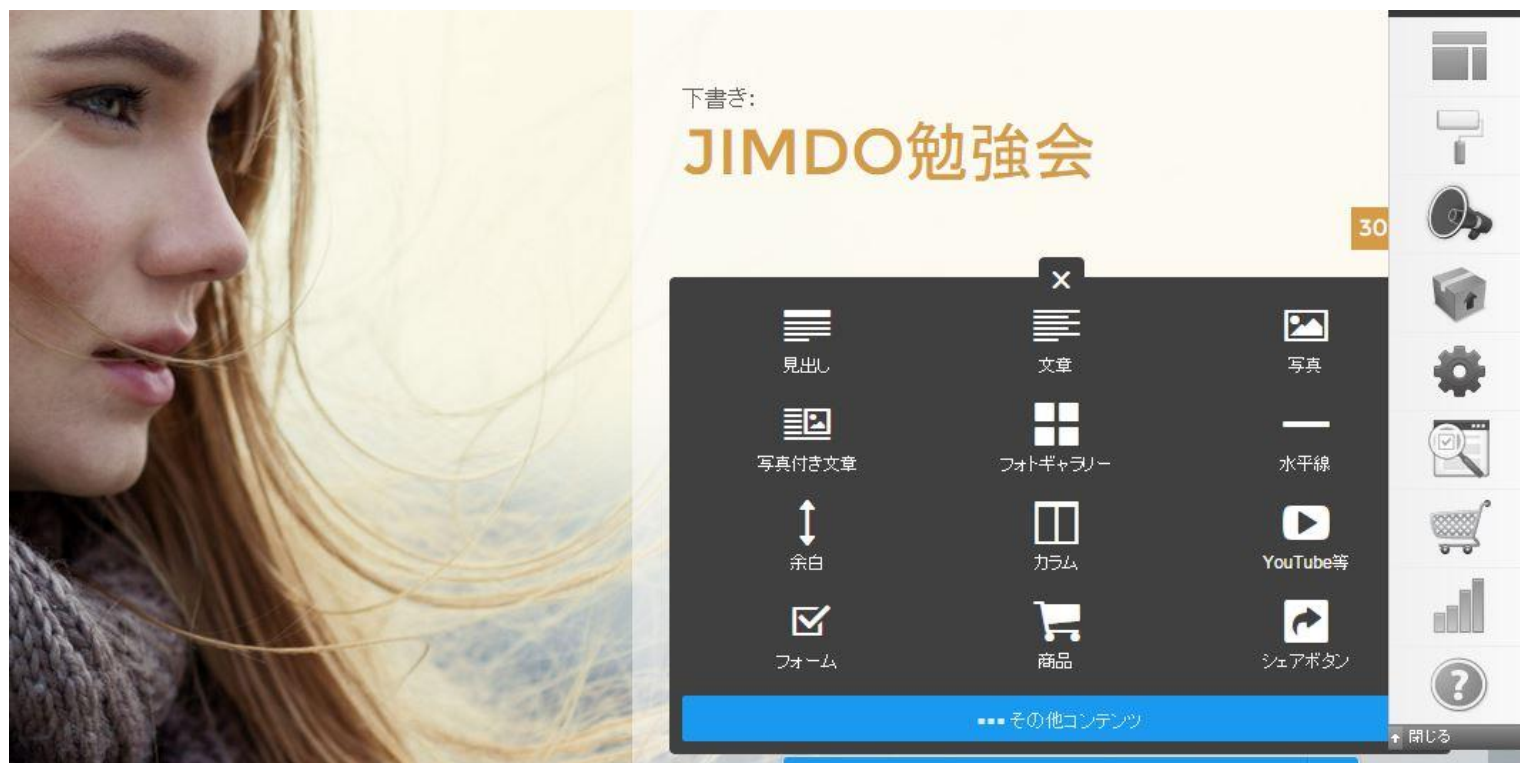 下書き:
JIMDO勉強会
30
見出し
文章
写真
写真付き文章
フォトギャラリー
水平線
余白
カラム
YouTube等
フォーム
商品
シェアボタン
その他コンテンツ
閉じる